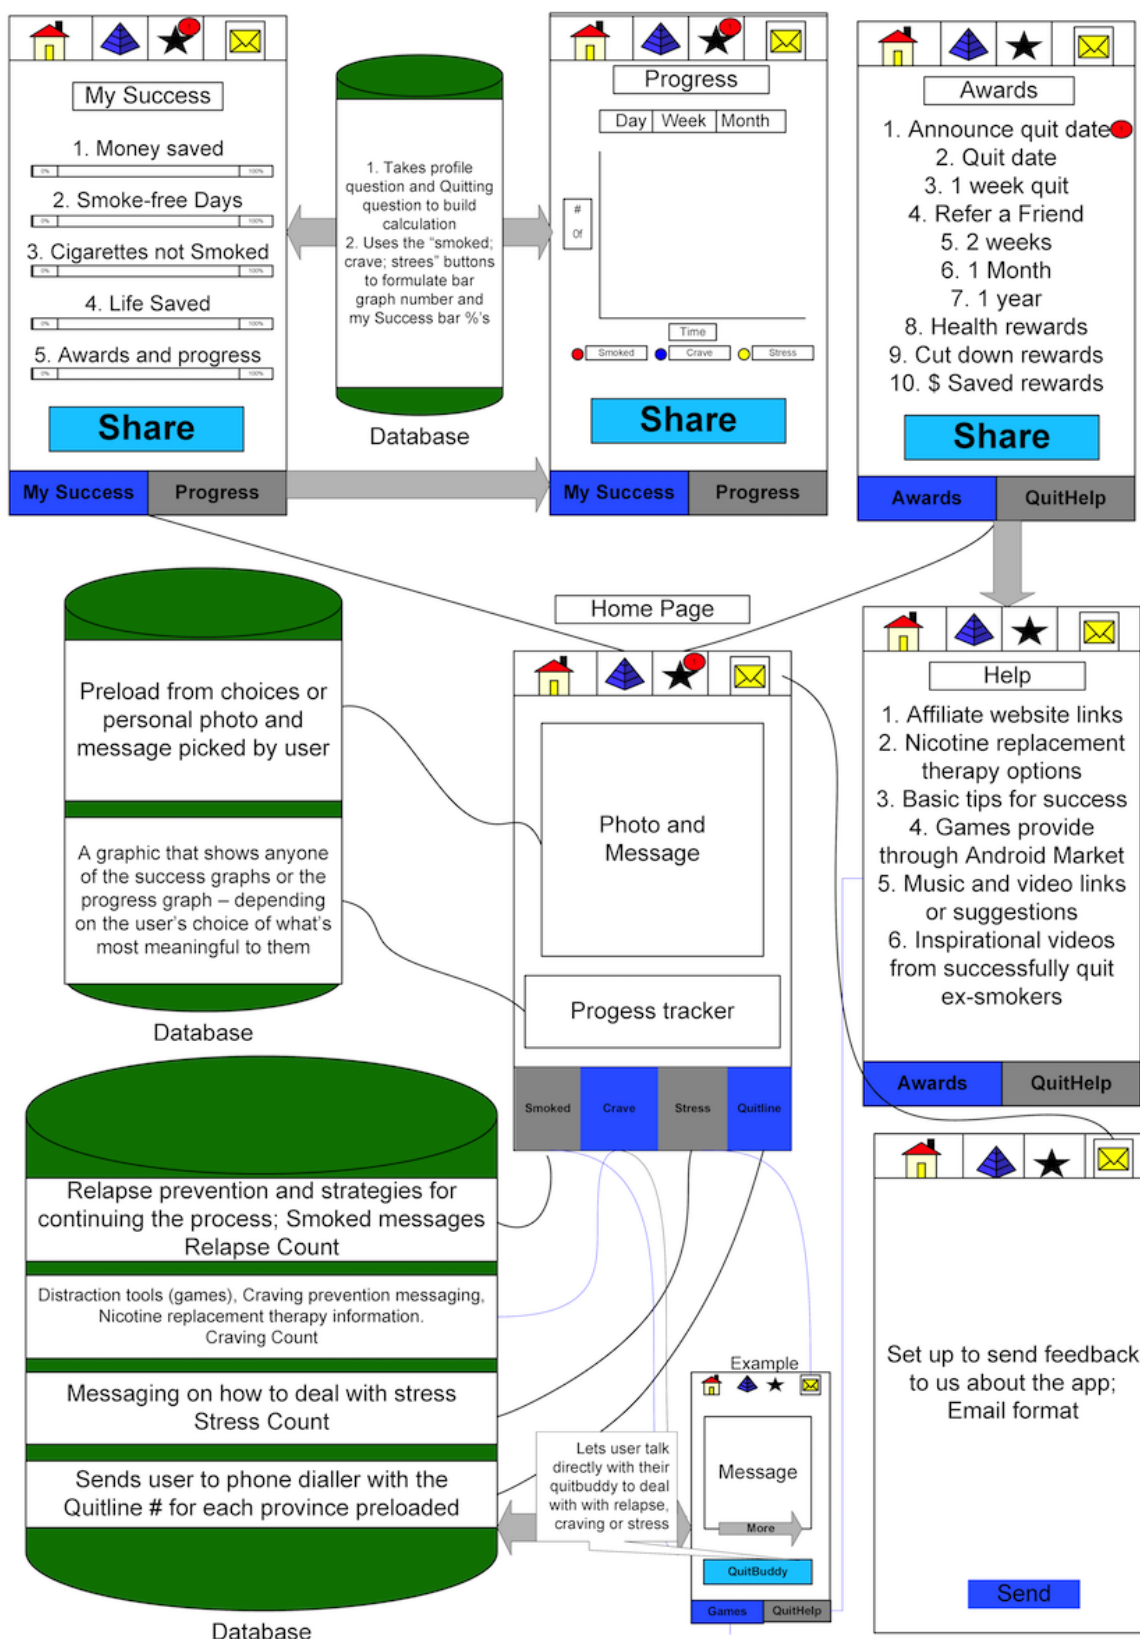 My Success
1. Money saved
0%
100%
2. Smoke-free Days
0%
100%
3. Cigarettes not Smoked
0%
100%
4. Life Saved
0%
100%
5. Awards and progress
0%
100%
Share
My Success
Progress
1. Takes profile
question and Quitting
question to build
calculation
2. Uses the “smoked;
crave; strees” buttons
to formulate bar
graph number and
my Success bar %'s
Database
Progress
Day
Week
Month
#
Of
Time
Smoked
Crave
Stress
Share
My Success
Progress
Awards
1. Announce quit date
2. Quit date
3. 1 week quit
4. Refer a Friend
5. 2 weeks
6. 1 Month
7. 1 year
8. Health rewards
9. Cut down rewards
10. $ Saved rewards
Share
Awards
QuitHelp
Preload from choices or
personal photo and
message picked by user
A graphic that shows anyone
of the success graphs or the
progress graph – depending
on the user's choice of what's
most meaningful to them
Database
Home Page
Photo and
Message
Progess tracker
Smoked
Crave
Stress
Quitline
Help
1. Affiliate website links
2. Nicotine replacement
therapy options
3. Basic tips for success
4. Games provide
through Android Market
5. Music and video links
or suggestions
6. Inspirational videos
from successfully quit
ex-smokers
Awards
QuitHelp
Relapse prevention and strategies for
continuing the process; Smoked messages
Relapse Count
Distraction tools (games), Craving prevention messaging,
Nicotine replacement therapy information.
Craving Count
Messaging on how to deal with stress
Stress Count
Sends user to phone dialler with the
Quitline # for each province preloaded
Database
Lets user talk
directly with their
quitbuddy to deal
with with relapse,
craving or stress
Example
Message
More
QuitBuddy
Games
QuitHelp
Set up to send feedback
to us about the app;
Email format
Send